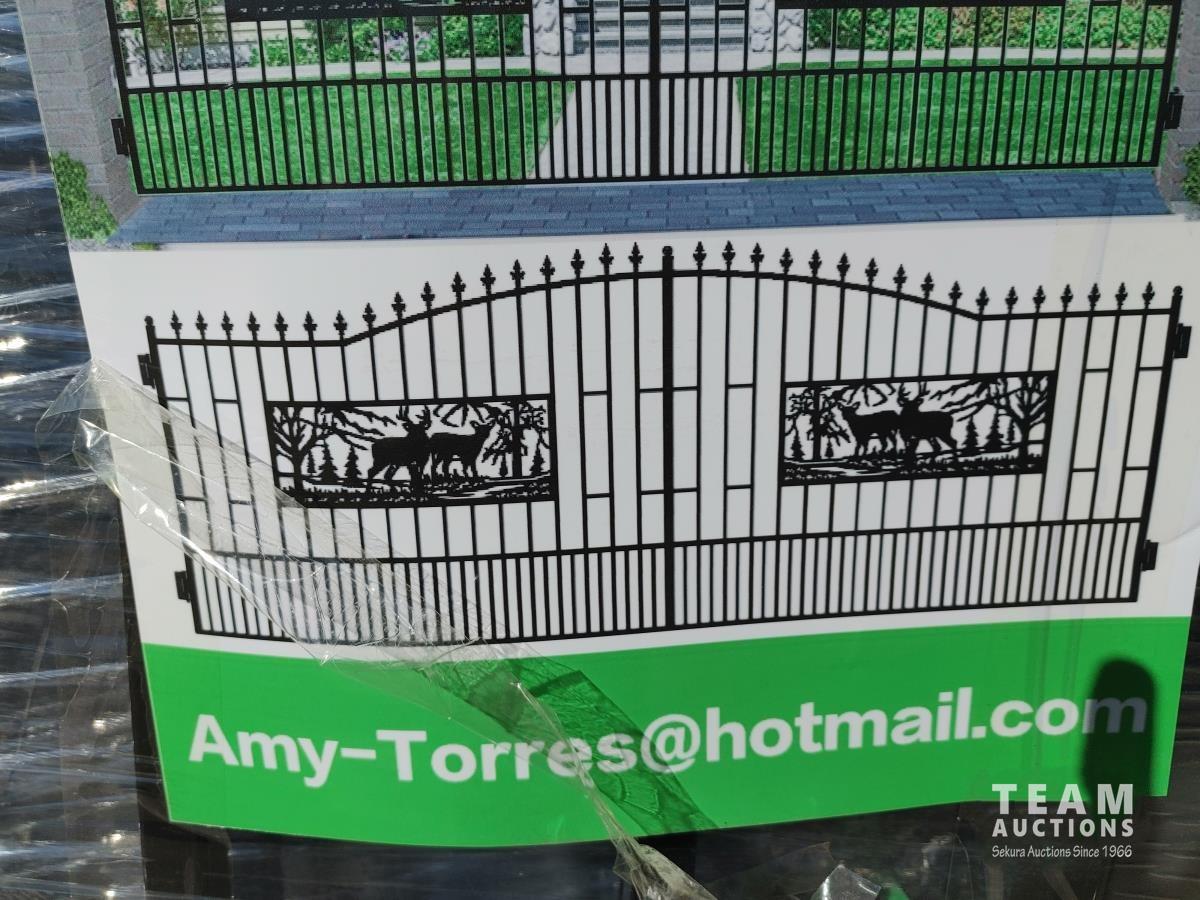 Amy-Torres@hotmail.com
TEAM
AUCTIONS
Sekura Auctions Since 1966